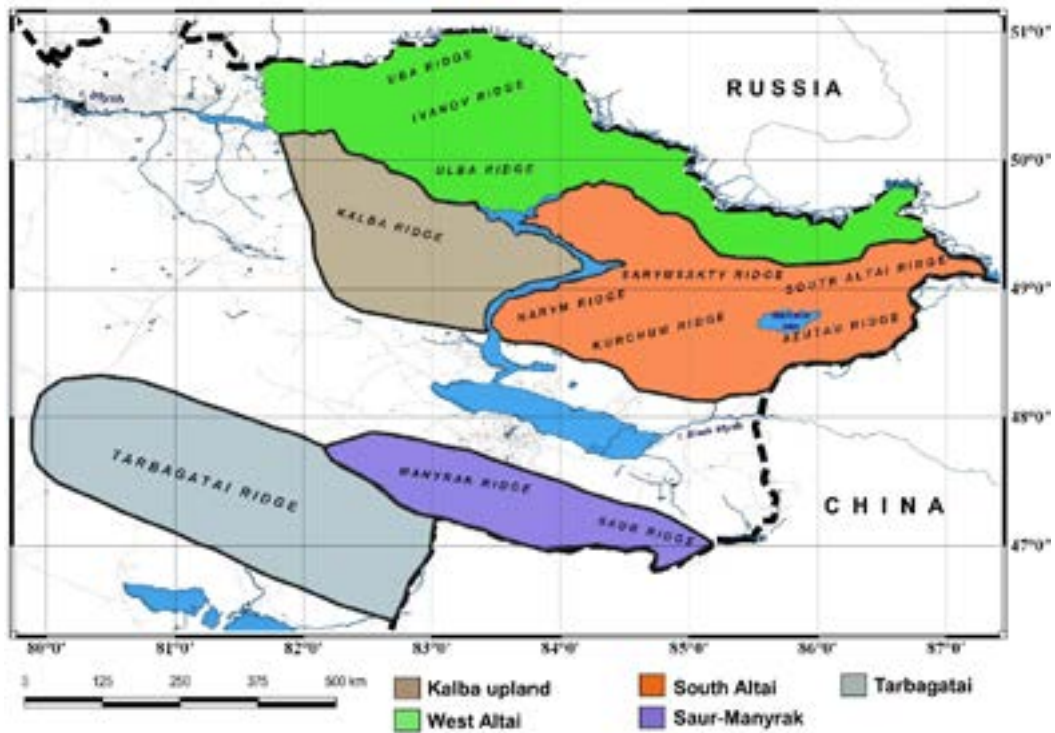 51°0'
UBA RIDGE
IVANOV RIDGE
RUSSIA
50°0'
ULBA RIDGE
KALBA RIDGE
SARYMSAKTY RIDGE
SOUTH ALTAI RIDGE
49°0'
NARYM RIDGE
KURCHUM RIDGE
AZUTAU RIDGE
48°0'
TARBAGATAI RIDGE
MANYRAK RIDGE
CHINA
SAUR RIDGE
47°0'
80°0' 81°0' 82°0' 83°0' 84°0' 85°0' 86°0' 87°0'
0 125 250 375 500 km
Kalba upland
South Altai
Tarbagatai
West Altai
Saur-Manyrak